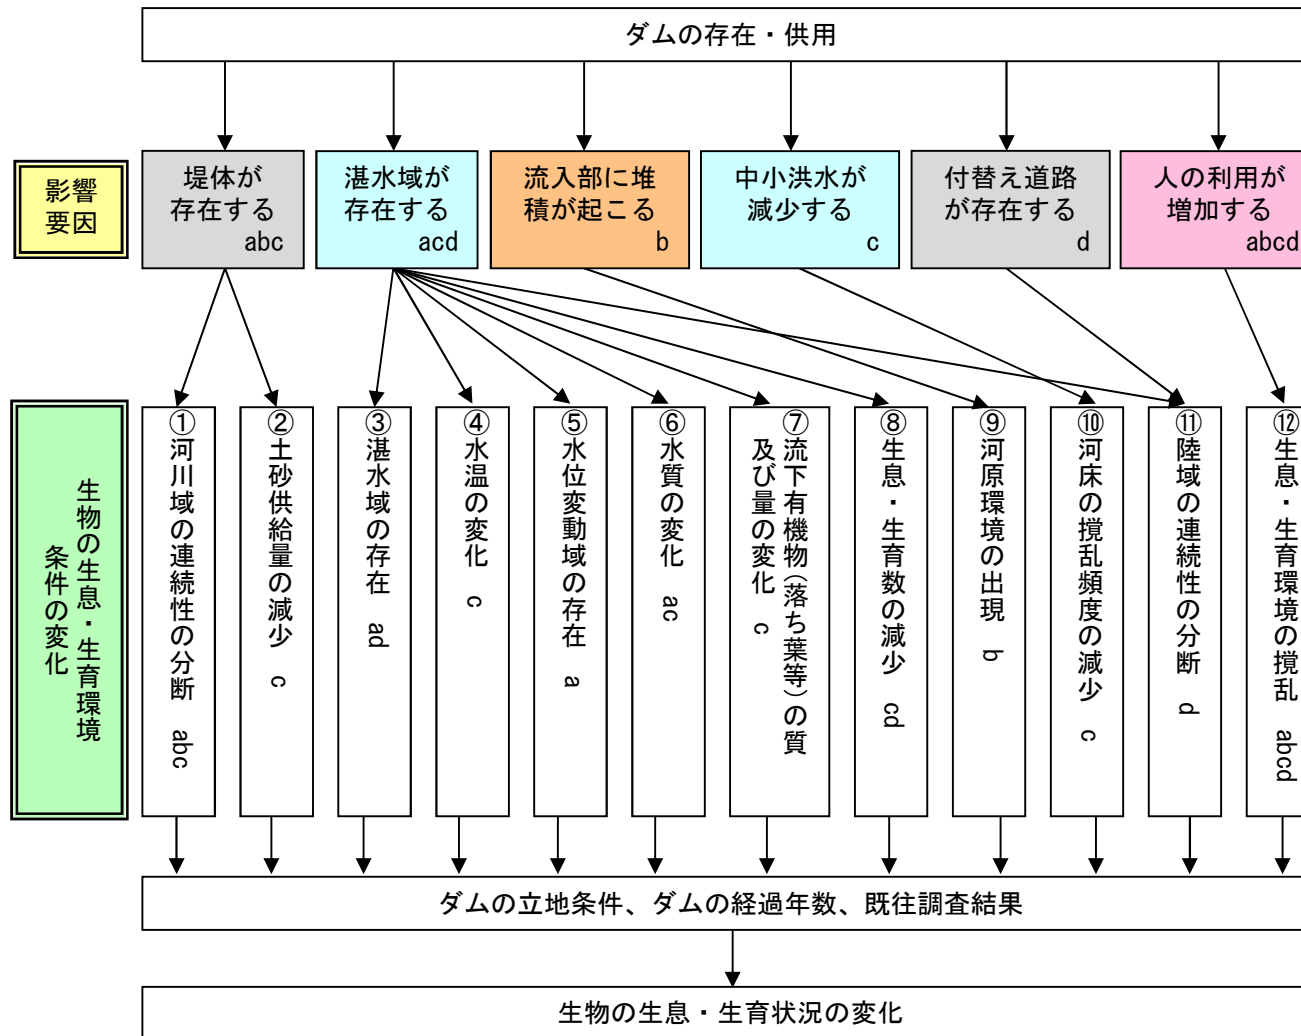 ダムの存在・供用
影響
要因
堤体が
存在する
abc
湛水域が
存在する
acd
流入部に堆
積が起こる
b
中小洪水が
減少する
c
付替え道路
が存在する
d
人の利用が
増加する
abcd
生物の生息・生育環境
条件の変化
①河川域の連続性の分断 abc
②土砂供給量の減少 c
③湛水域の存在 ad
④水温の変化 c
⑤水位変動域の存在 a
⑥水質の変化 ac
⑦流下有機物(落ち葉等)の質
及び量の変化 c
⑧生息・生育数の減少 cd
⑨河原環境の出現 b
⑩河床の撹乱頻度の減少 c
⑪陸域の連続性の分断 d
⑫生息・生育環境の撹乱 abcd
ダムの立地条件、ダムの経過年数、既往調査結果
生物の生息・生育状況の変化